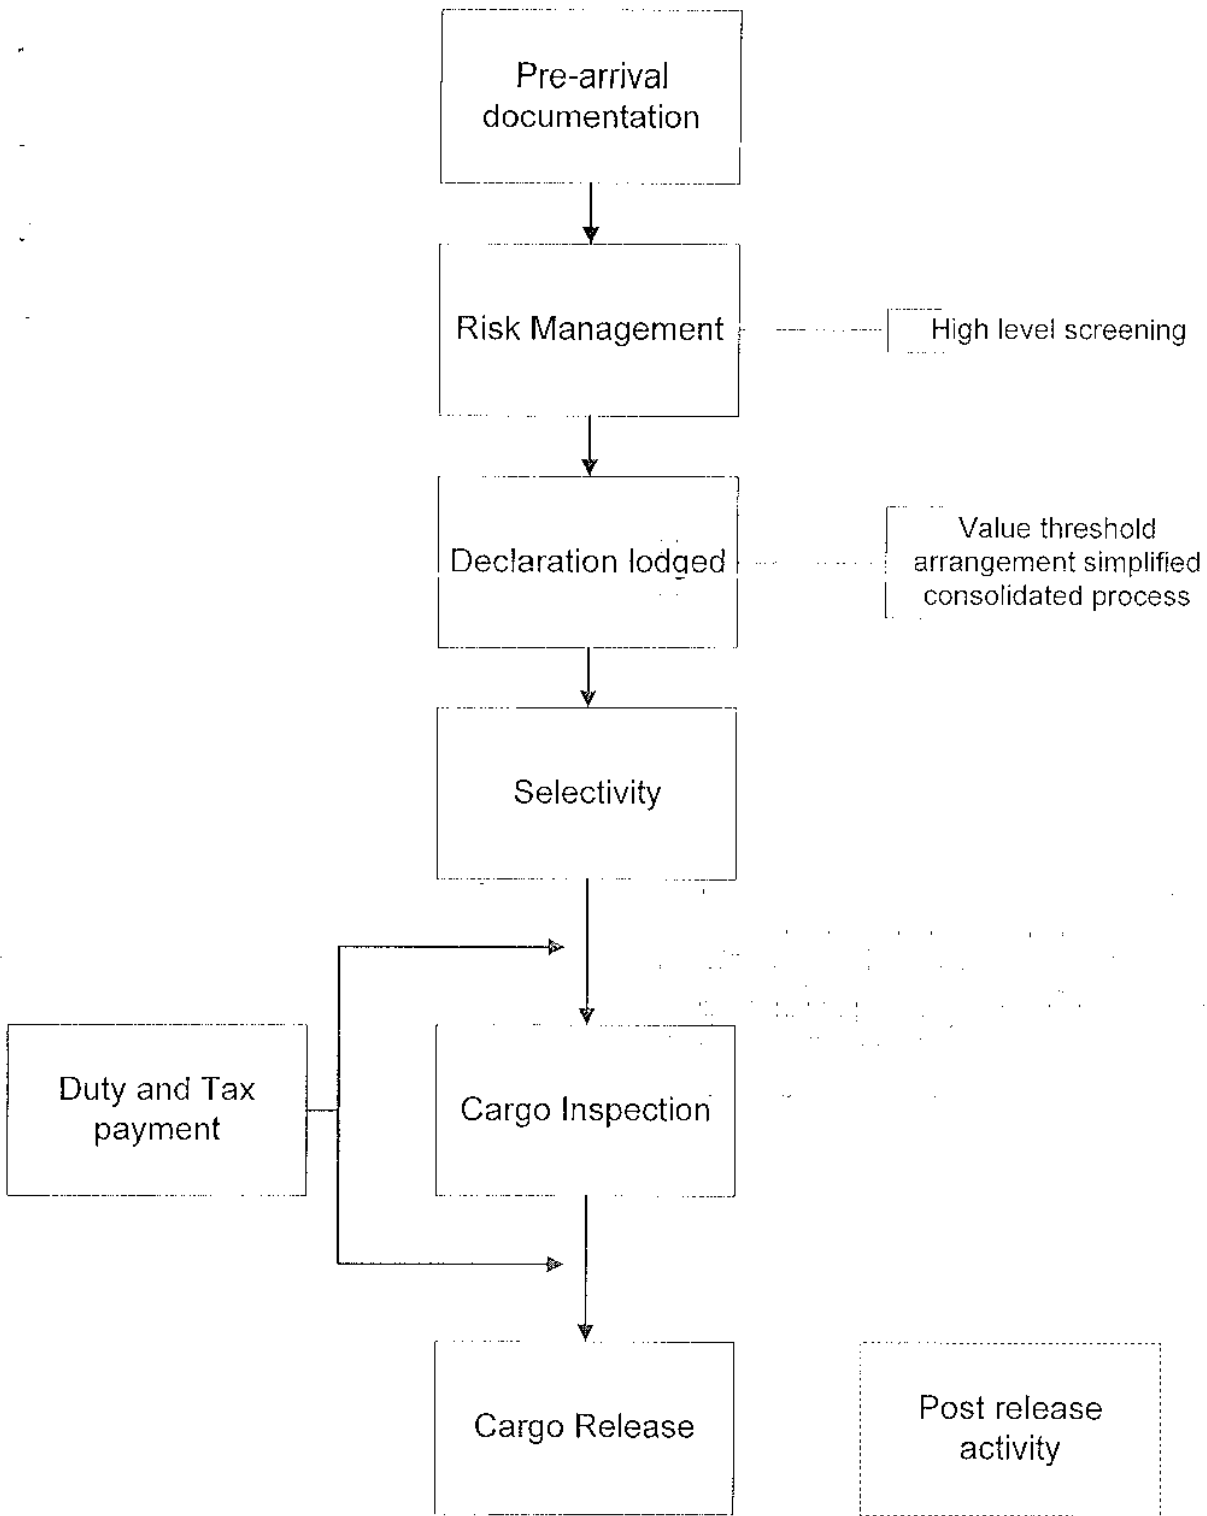 Pre-arrival
documentation
Risk Management
High level screening
Declaration lodged
Value threshold
arrangement simplified
consolidated process
Selectivity
Duty and Tax
payment
Cargo Inspection
Cargo Release
Post release
activity